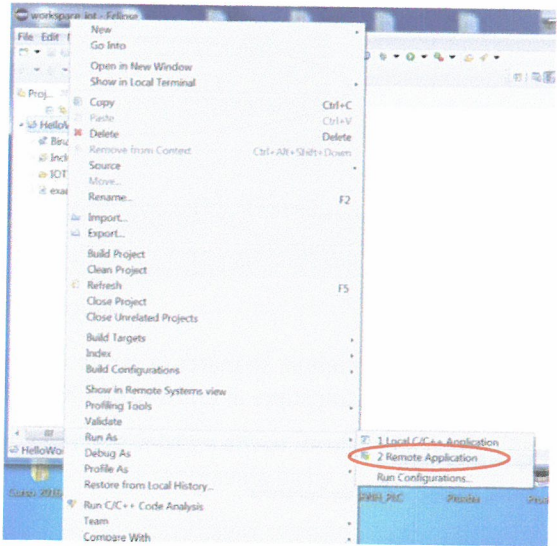 workspace_iot - Eclipse
File Edit
New
Go Into
Open in New Window
Show in Local Terminal
Proj...
Copy Ctrl+C
Paste Ctrl+V
HelloW
Delete Delete
Bina
Remove from Context Ctrl+Alt+Shift+Down
Inclu
Source
IOT
Move...
exa
Rename... F2
Import...
Export...
Build Project
Clean Project
Refresh F5
Close Project
Close Unrelated Projects
Build Targets
Index
Build Configurations
Show in Remote Systems view
Profiling Tools
Validate
Run As
1 Local C/C++ Application
HelloWo
Debug As
2 Remote Application
Profile As
Run Configurations...
Restore from Local History...
Run C/C++ Code Analysis
Team
Compare With